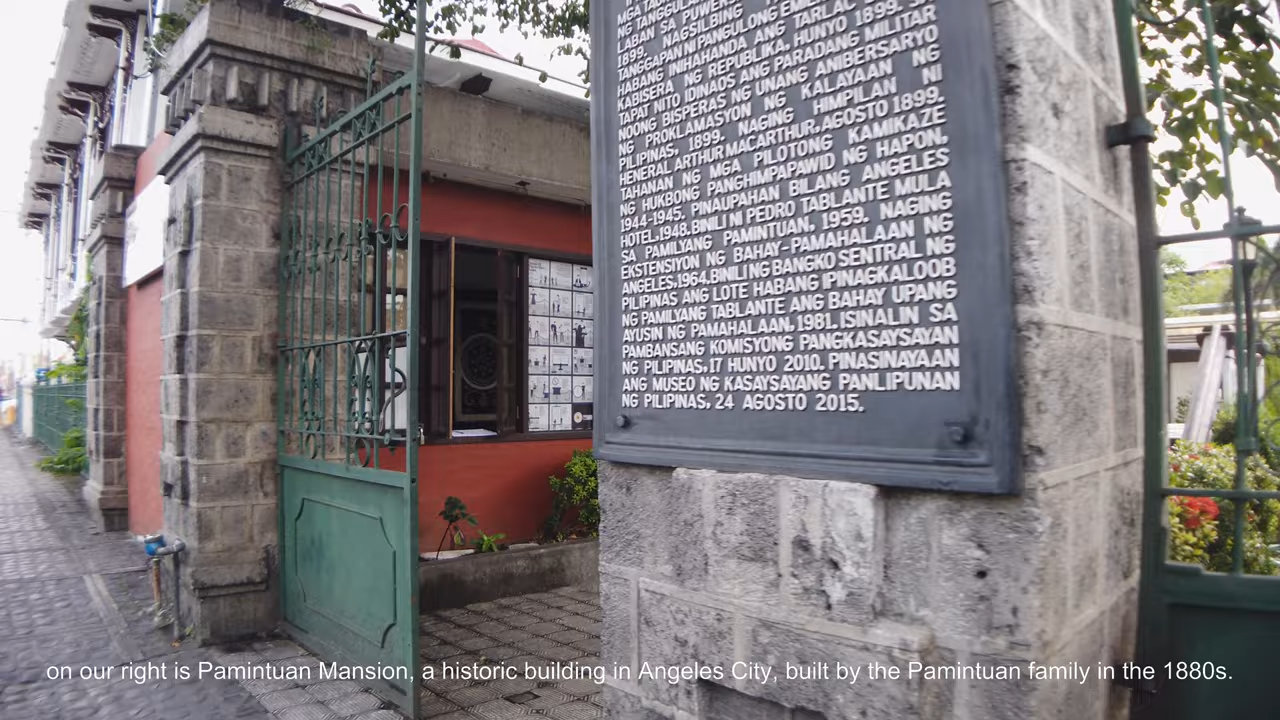 MGA
NG TANGGULAN
LABAN SA PUWERSA
1899. NAGSILBING
TANGGAPAN NI PANGULONG
HABANG INIHAHANDA ANG TARLAC
KABISERA NG REPUBLIKA, HUNYO 1899. SA
TAPAT NITO IDINAOS ANG PARADANG MILITAR
NOONG BISPERAS NG UNANG ANIBERSARYO
NG PROKLAMASYON NG KALAYAAN NG
PILIPINAS, 1899. NAGING HIMPILAN NI
HENERAL ARTHUR MACARTHUR, AGOSTO 1899.
TAHANAN NG MGA PILOTONG KAMIKAZE
NG HUKBONG PANGHIMPAPAWID NG HAPON,
1944-1945. PINAUPAHAN BILANG ANGELES
HOTEL, 1948. BINILI NI PEDRO TABLANTE MULA
SA PAMILYANG PAMINTUAN, 1959. NAGING
EKSTENSIYON NG BAHAY-PAMAHALAAN NG
ANGELES, 1964. BINILI NG BANGKO SENTRAL NG
PILIPINAS ANG LOTE HABANG IPINAGKALOOB
NG PAMILYANG TABLANTE ANG BAHAY UPANG
AYUSIN NG PAMAHALAAN, 1981. ISINALIN SA
PAMBANSANG KOMISYONG PANGKASAYSAYAN
NG PILIPINAS, 17 HUNYO 2010. PINASINAYAAN
ANG MUSEO NG KASAYSAYANG PANLIPUNAN
NG PILIPINAS, 24 AGOSTO 2015.
on our right is Pamintuan Mansion, a historic building in Angeles City, built by the Pamintuan family in the 1880s.